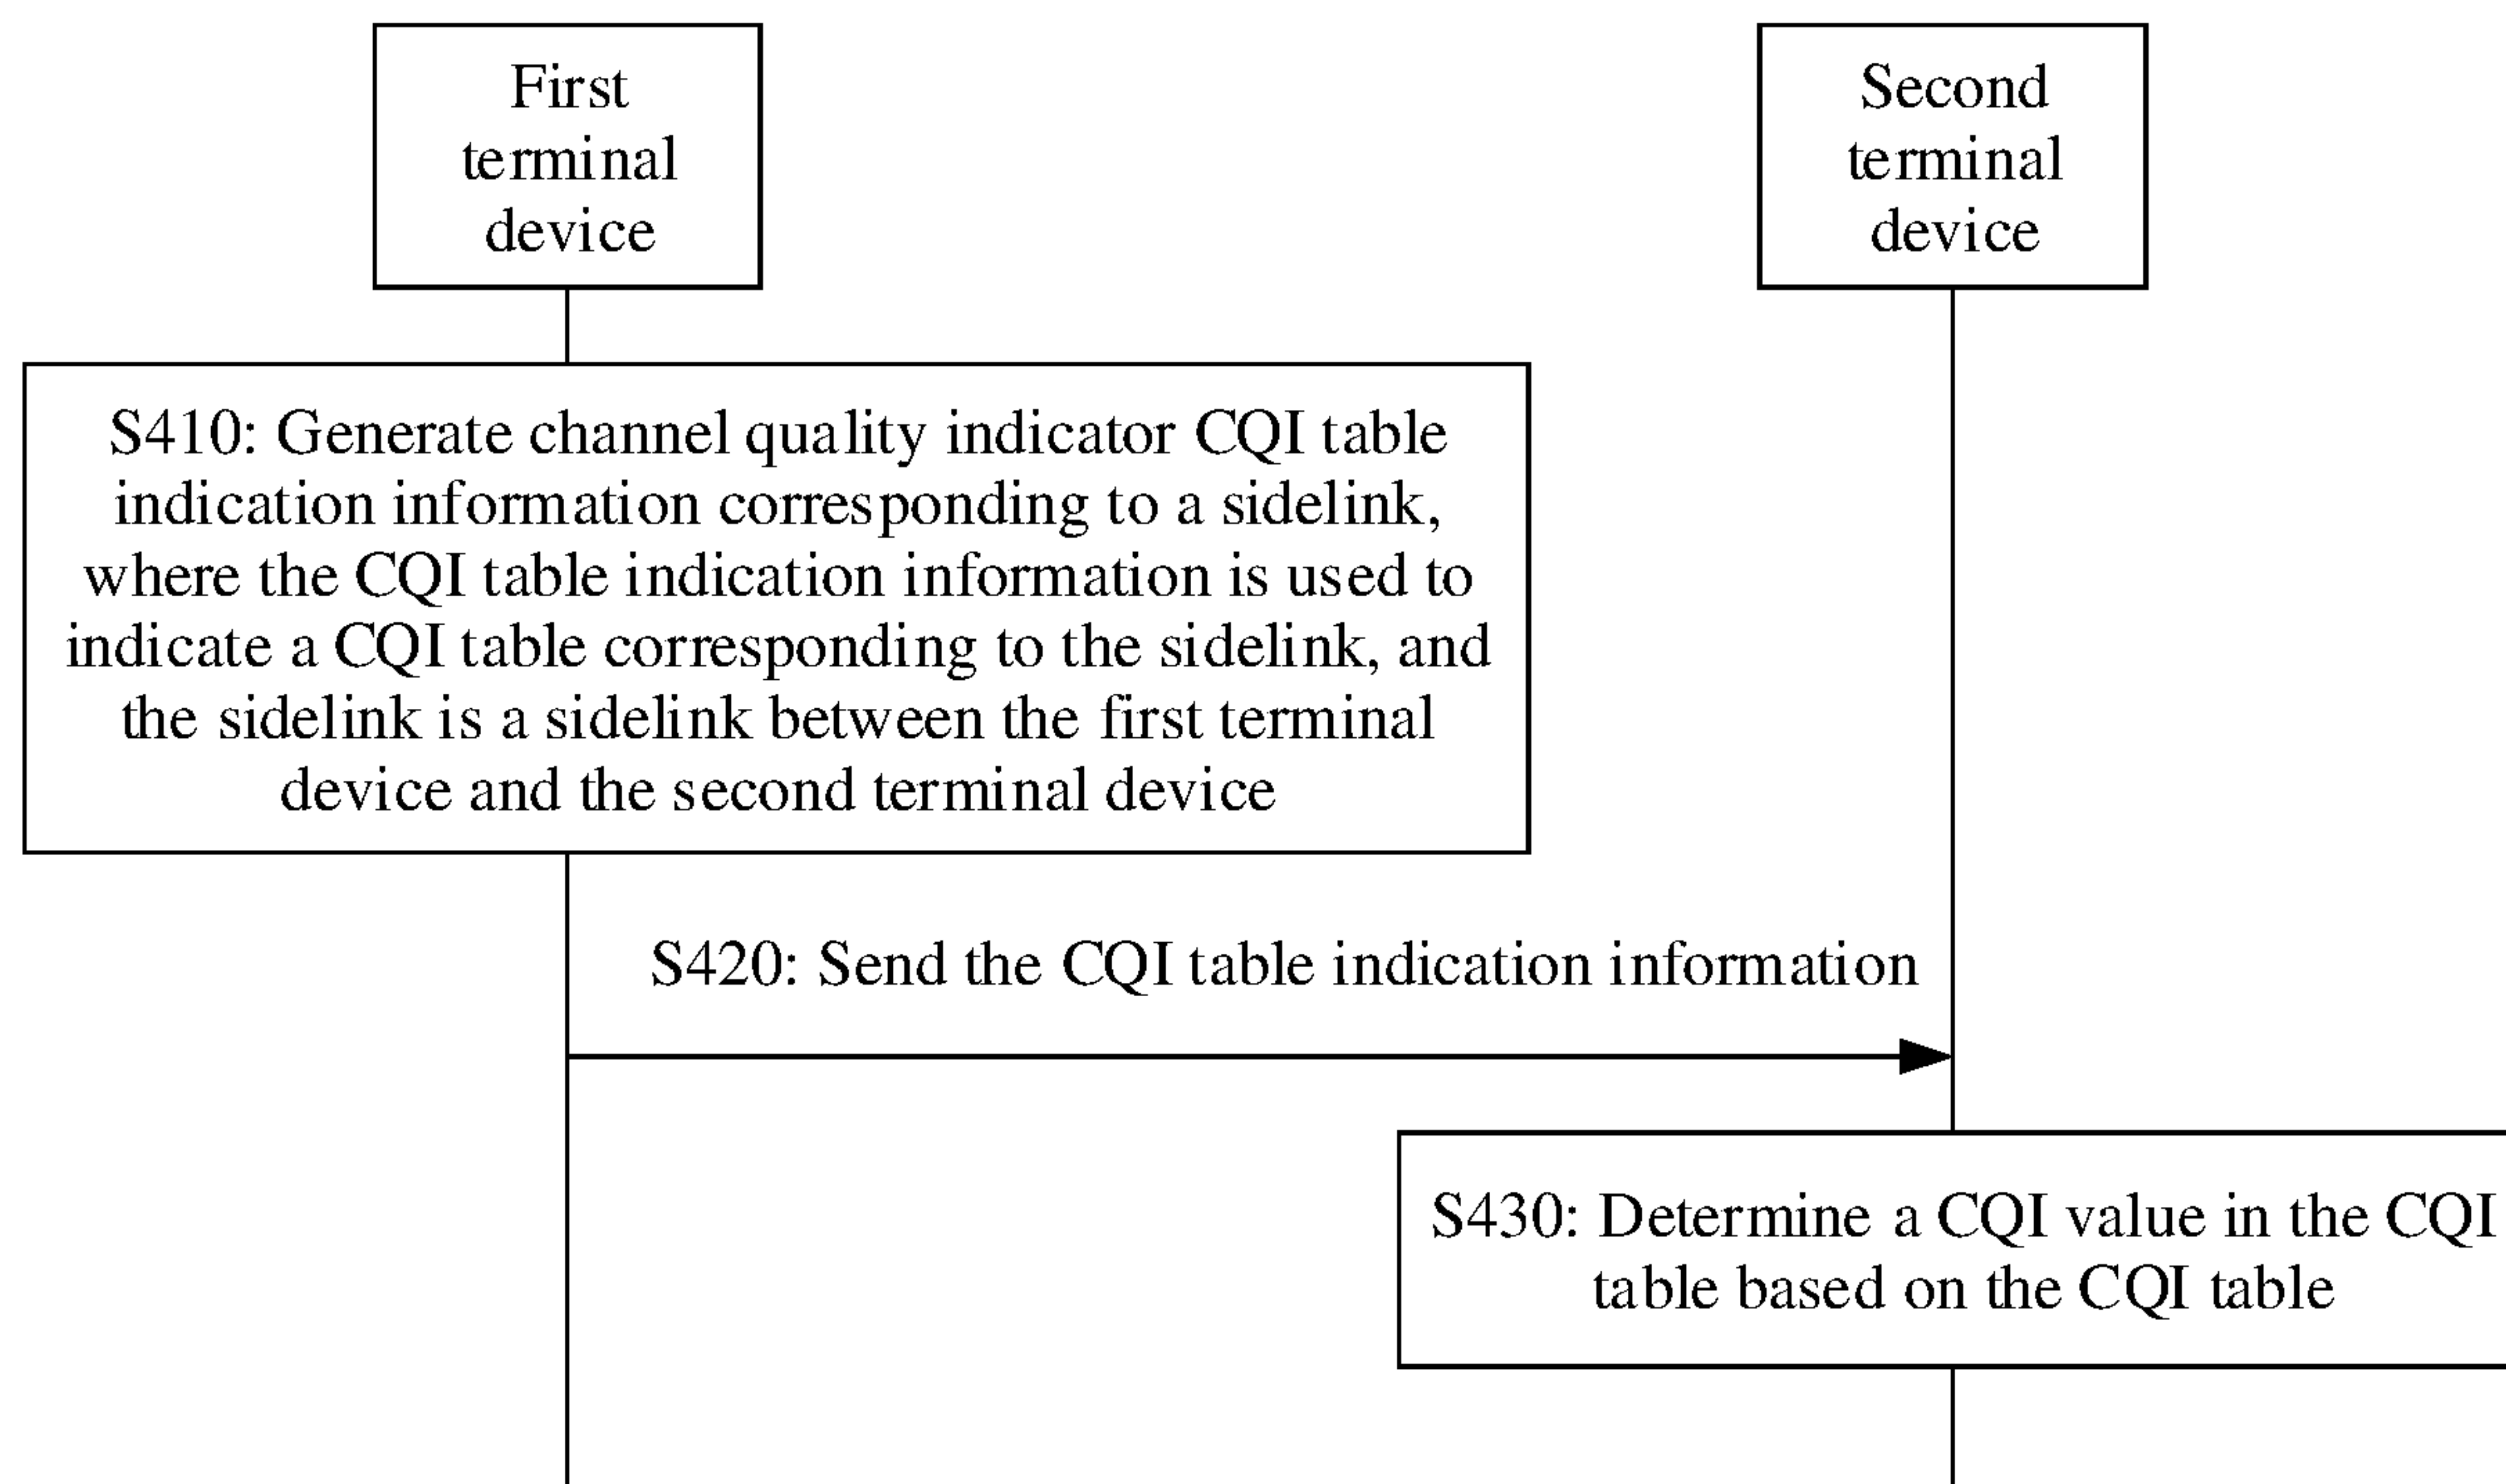 First
terminal
device
Second
terminal
device
S410: Generate channel quality indicator CQI table
indication information corresponding to a sidelink,
where the CQI table indication information is used to
indicate a CQI table corresponding to the sidelink, and
the sidelink is a sidelink between the first terminal
device and the second terminal device
S420: Send the CQI table indication information
S430: Determine a CQI value in the CQI
table based on the CQI table